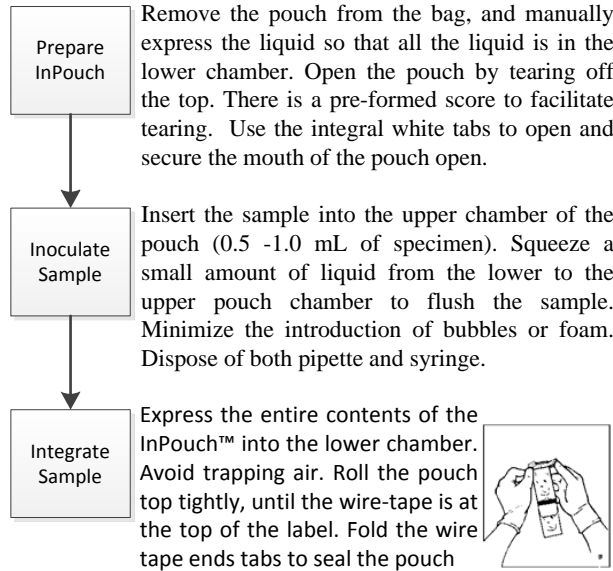 Prepare
InPouch
Remove the pouch from the bag, and manually
express the liquid so that all the liquid is in the
lower chamber. Open the pouch by tearing off
the top. There is a pre-formed score to facilitate
tearing.  Use the integral white tabs to open and
secure the mouth of the pouch open.
Inoculate
Sample
Insert the sample into the upper chamber of the
pouch (0.5 -1.0 mL of specimen). Squeeze a
small amount of liquid from the lower to the
upper pouch chamber to flush the sample.
Minimize the introduction of bubbles or foam.
Dispose of both pipette and syringe.
Integrate
Sample
Express the entire contents of the
InPouch™ into the lower chamber.
Avoid trapping air. Roll the pouch
top tightly, until the wire-tape is at
the top of the label. Fold the wire
tape ends tabs to seal the pouch